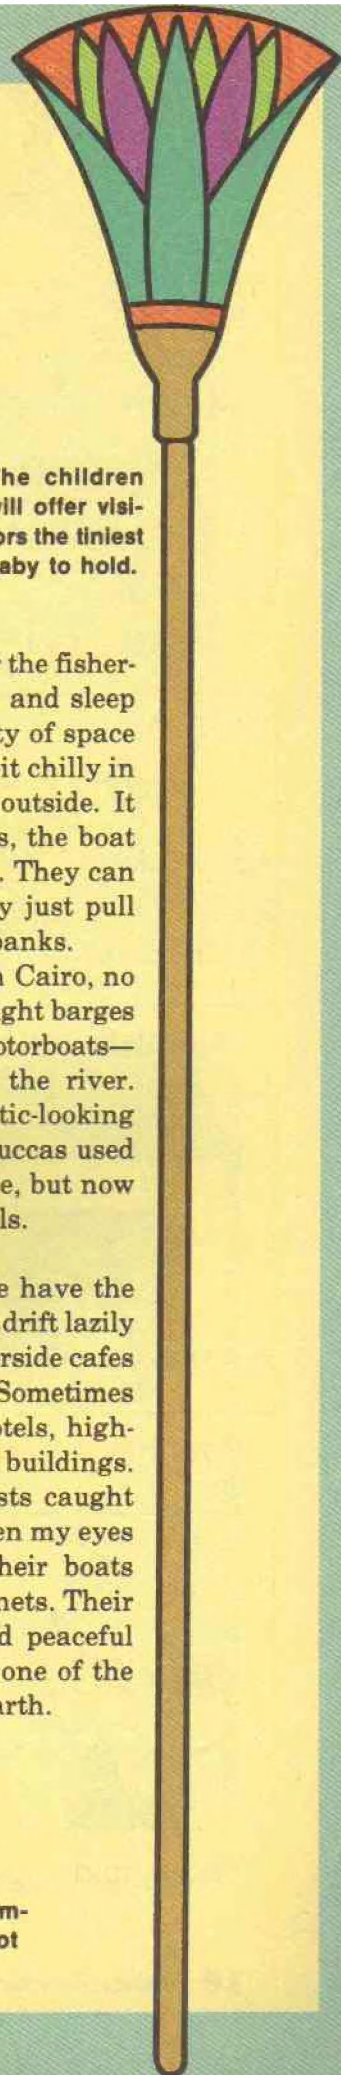 he children
ill offer visi-
ors the tiniest
aby to hold.
the fisher-
and sleep
ty of space
it chilly in
outside. It
s, the boat
. They can
y just pull
banks.
n Cairo, no
ght barges
otorboats—
the river.
tic-looking
uccas used
e, but now
ls.
e have the
drift lazily
rside cafes
Sometimes
otels, high-
buildings.
sts caught
en my eyes
heir boats
nets. Their
d peaceful
one of the
arth.
m-
ot